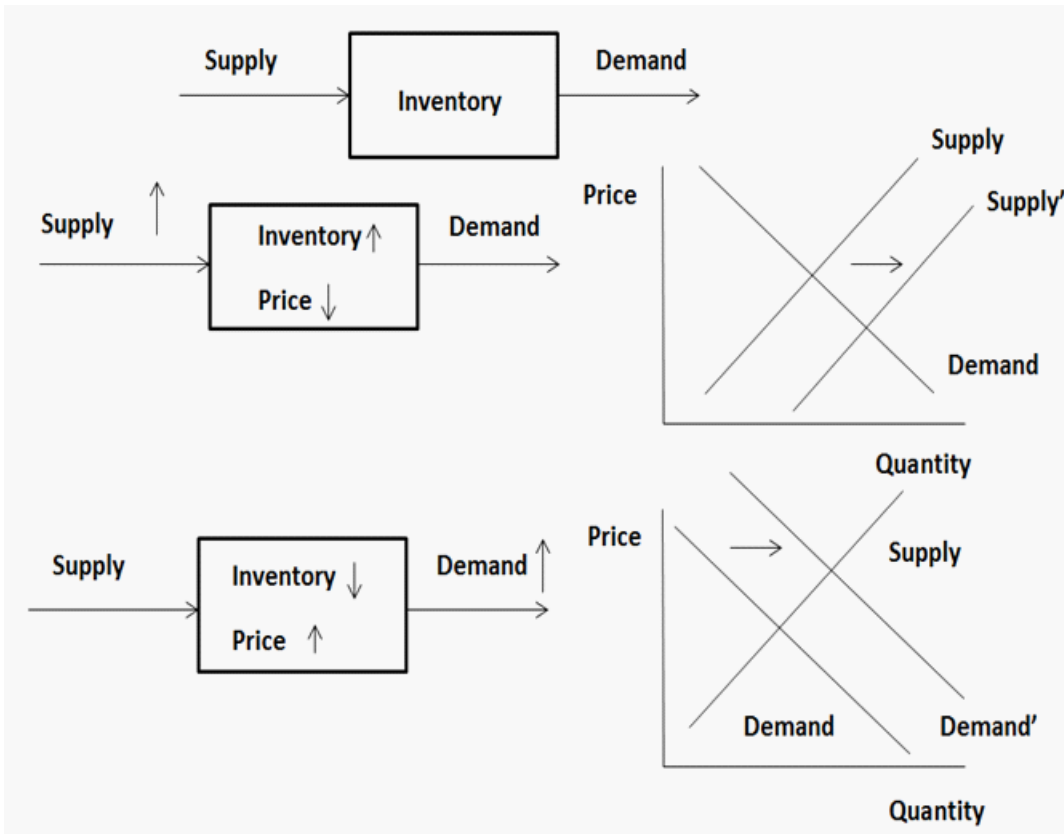 Supply
Demand
Inventory
Supply
Inventory
Demand
Price
Price
Supply
Supply'
Demand
Quantity
Supply
Inventory
Demand
Price
Price
Supply
Demand
Demand'
Quantity